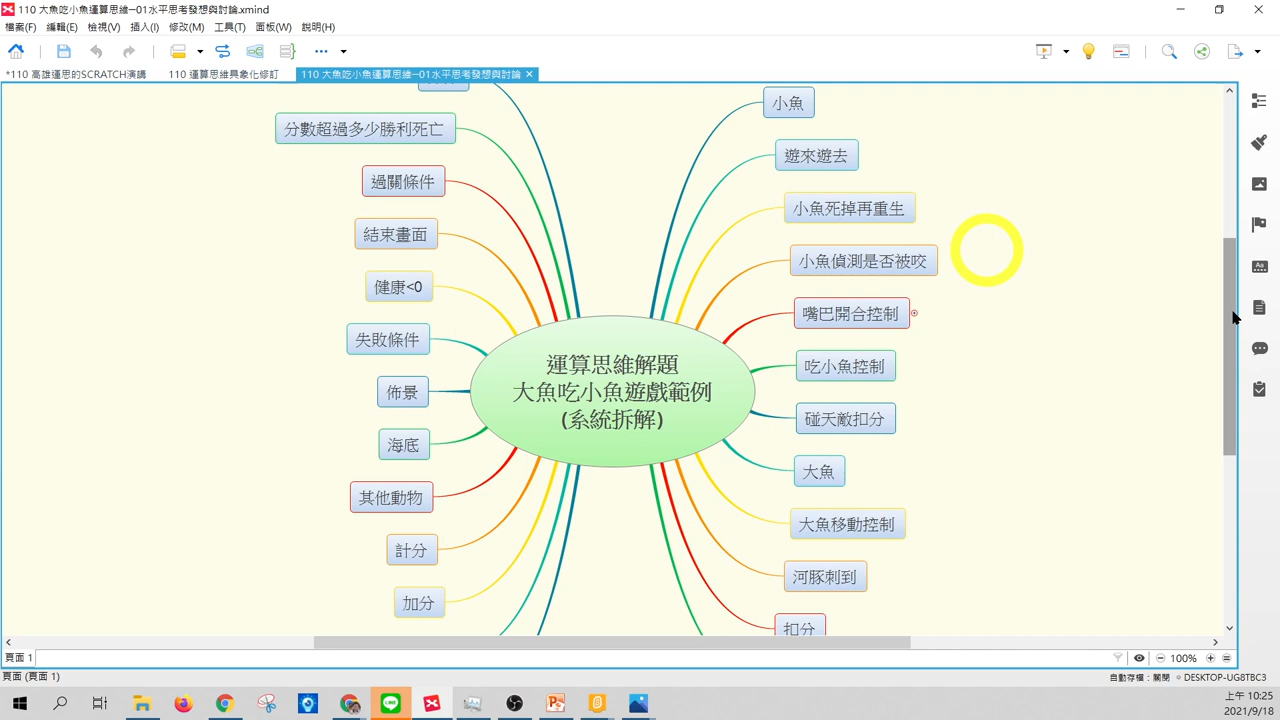 110 大魚吃小魚運算思維─01水平思考發想與討論.xmind
檔案(F) 編輯(E) 檢視(V) 插入(I) 修改(M) 工具(T) 面板(W) 說明(H)
*110 高雄運思的SCRATCH演講 110 運算思維具象化修訂 110 大魚吃小魚運算思維─01水平思考發想與討論
小魚
分數超過多少勝利死亡
遊來遊去
過關條件
小魚死掉再重生
結束畫面
小魚偵測是否被咬
健康<0
嘴巴開合控制
失敗條件
運算思維解題
大魚吃小魚遊戲範例
(系統拆解)
吃小魚控制
佈景
碰天敵扣分
海底
大魚
其他動物
大魚移動控制
計分
河豚刺到
加分
扣分
頁面 1
100%
頁面 (頁面 1)
自動存檔：關閉 DESKTOP-UG8TBC3
上午 10:25
2021/9/18